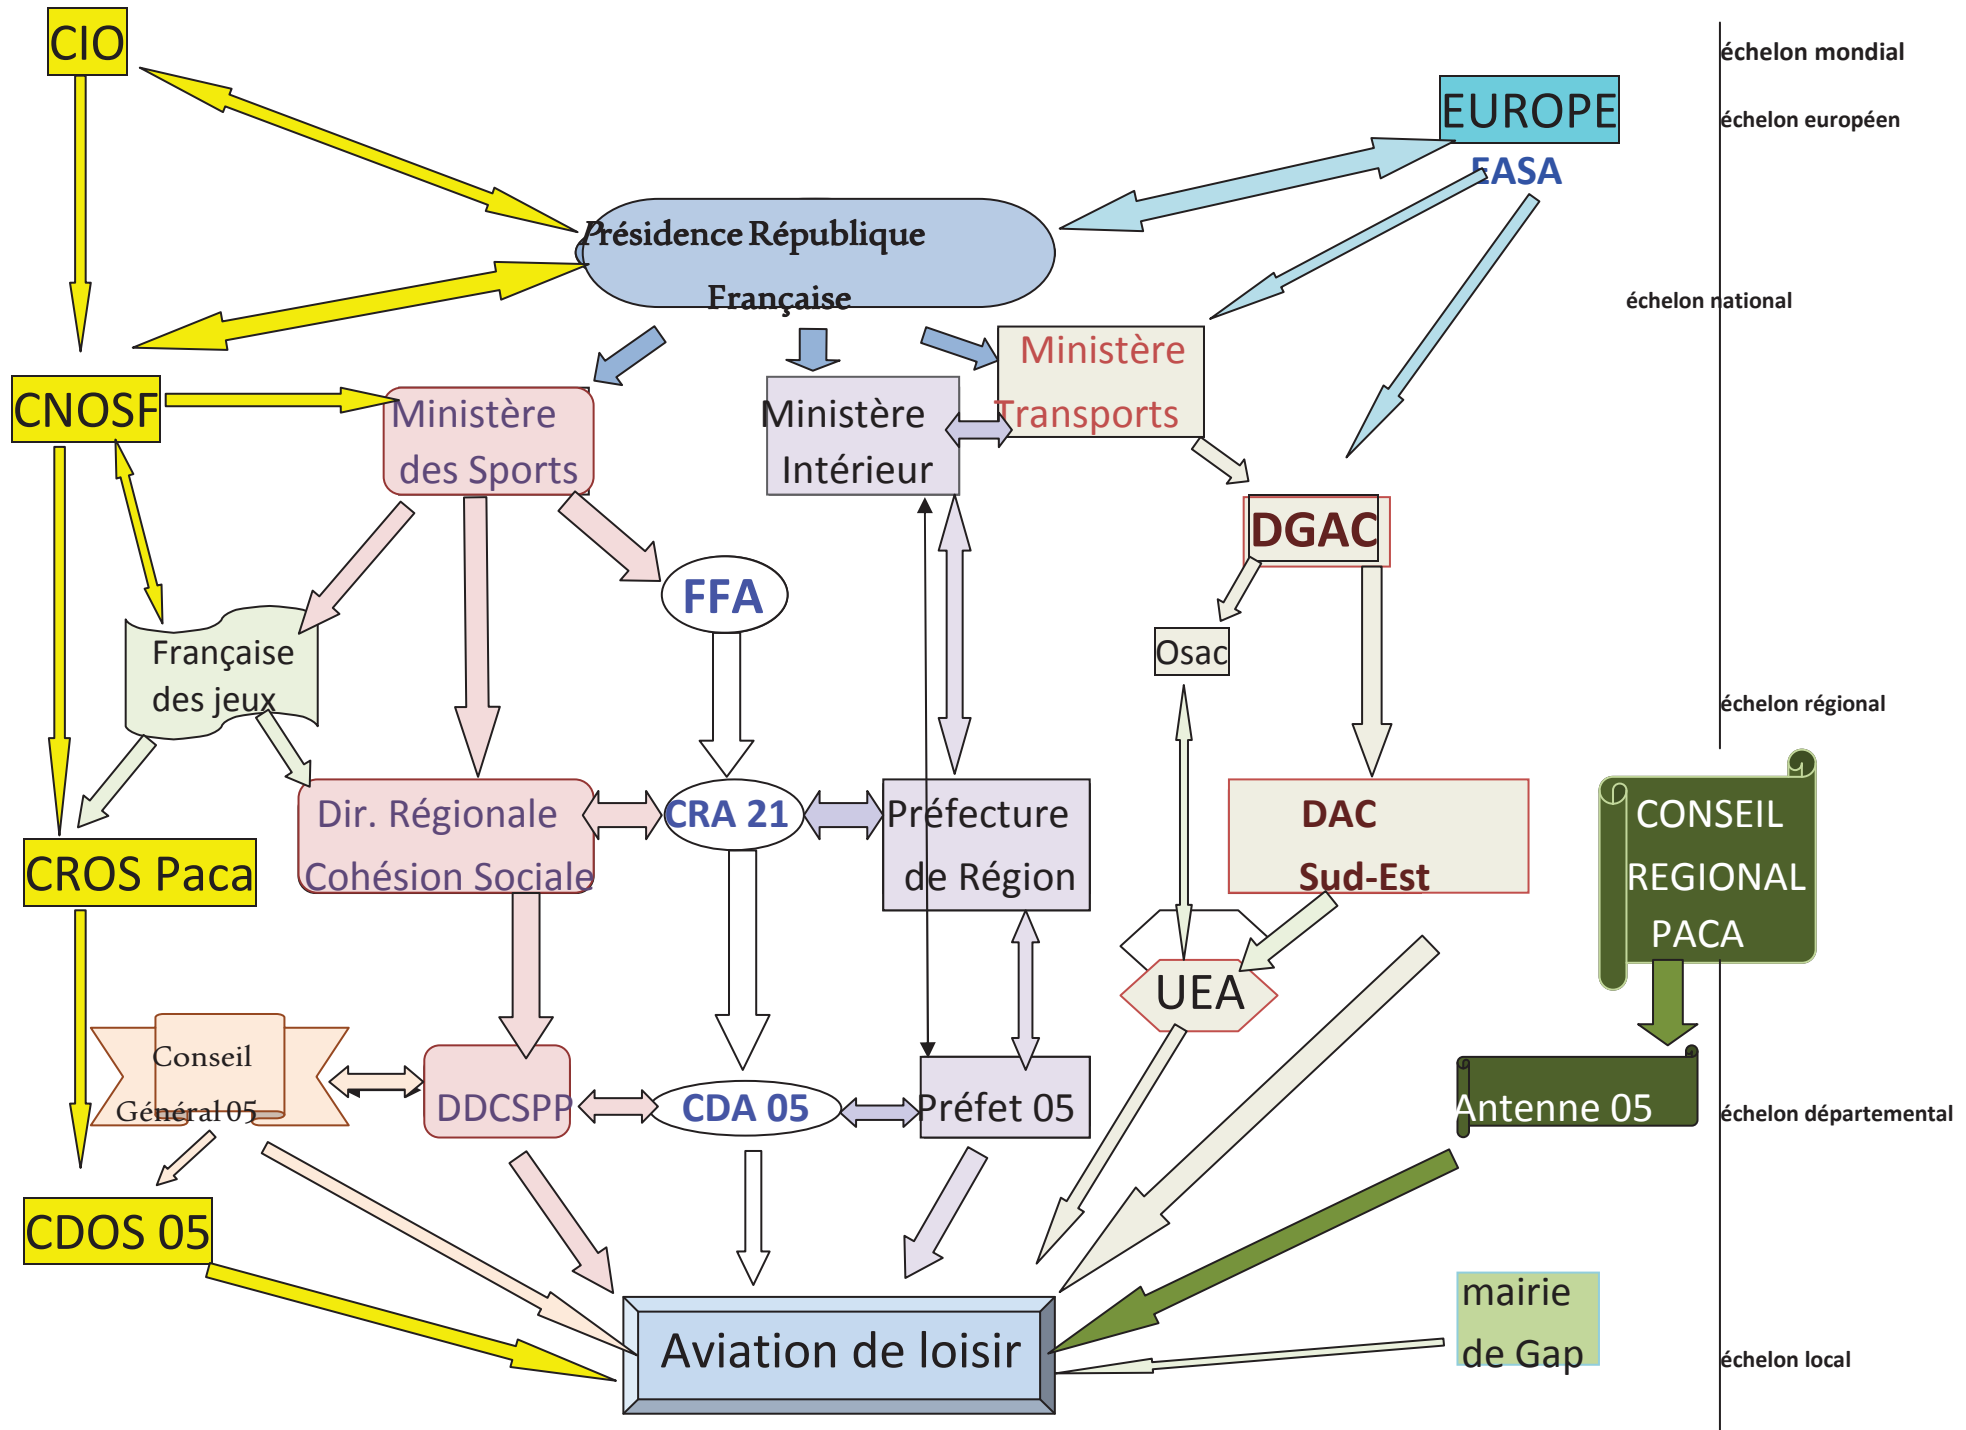 CIO
échelon mondial
EUROPE
échelon européen
EASA
Présidence République
Française
échelon national
Ministère
Transports
CNOSF
Ministère
des Sports
Ministère
Intérieur
DGAC
FFA
Française
des jeux
Osac
échelon régional
Dir. Régionale
Cohésion Sociale
CRA 21
Préfecture
de Région
DAC
Sud-Est
CONSEIL
REGIONAL
PACA
CROS Paca
UEA
Conseil
Général 05
DDCSPP
CDA 05
Préfet 05
Antenne 05
échelon départemental
CDOS 05
Aviation de loisir
mairie
de Gap
échelon local